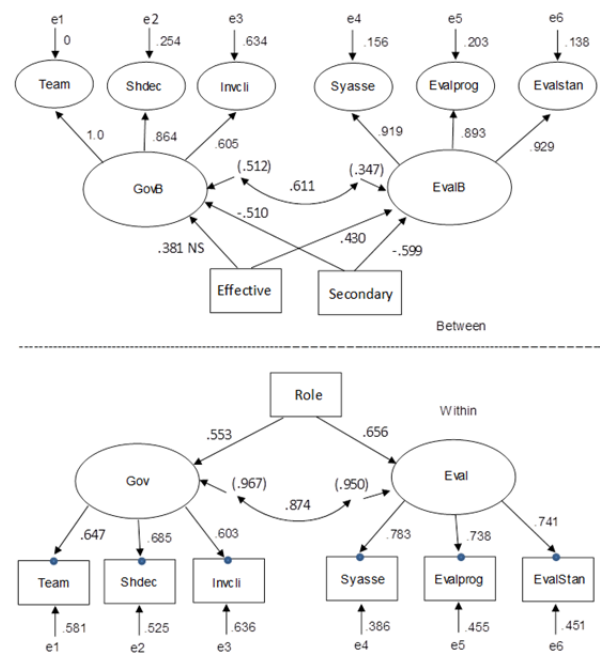 e1 e2 e3 e4 e5 e6
0 .254 .634 .156 .203 .138
Team Shdec Invcli Syasse Evalprog Evalstan
1.0 .864 .605 .919 .893 .929
(.512) (.347)
GovB .611 EvalB
-.510
.381 NS .430 -.599
Effective Secondary
Between
Role
Within
.553 .656
Gov (.967) (.950) Eval
.874
.647 .685 .603 .783 .738 .741
Team Shdec Invcli Syasse Evalprog EvalStan
.581 .525 .636 .386 .455 .451
e1 e2 e3 e4 e5 e6